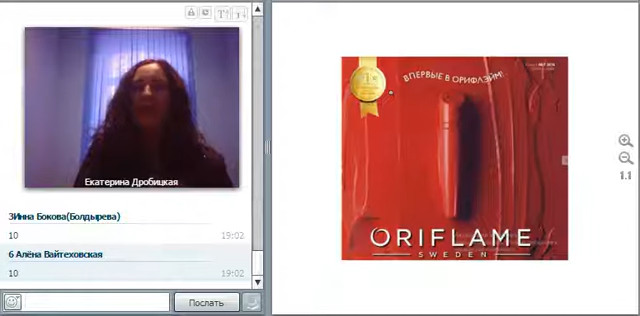 Екатерина Дробицкая
3Инна Бокова(Болдырева)
10 19:02
6 Алёна Вайтеховская
10 19:02
Послать
ВПЕРВЫЕ В ОРИФЛЭЙМ!
ORIFLAME
SWEDEN
1.1